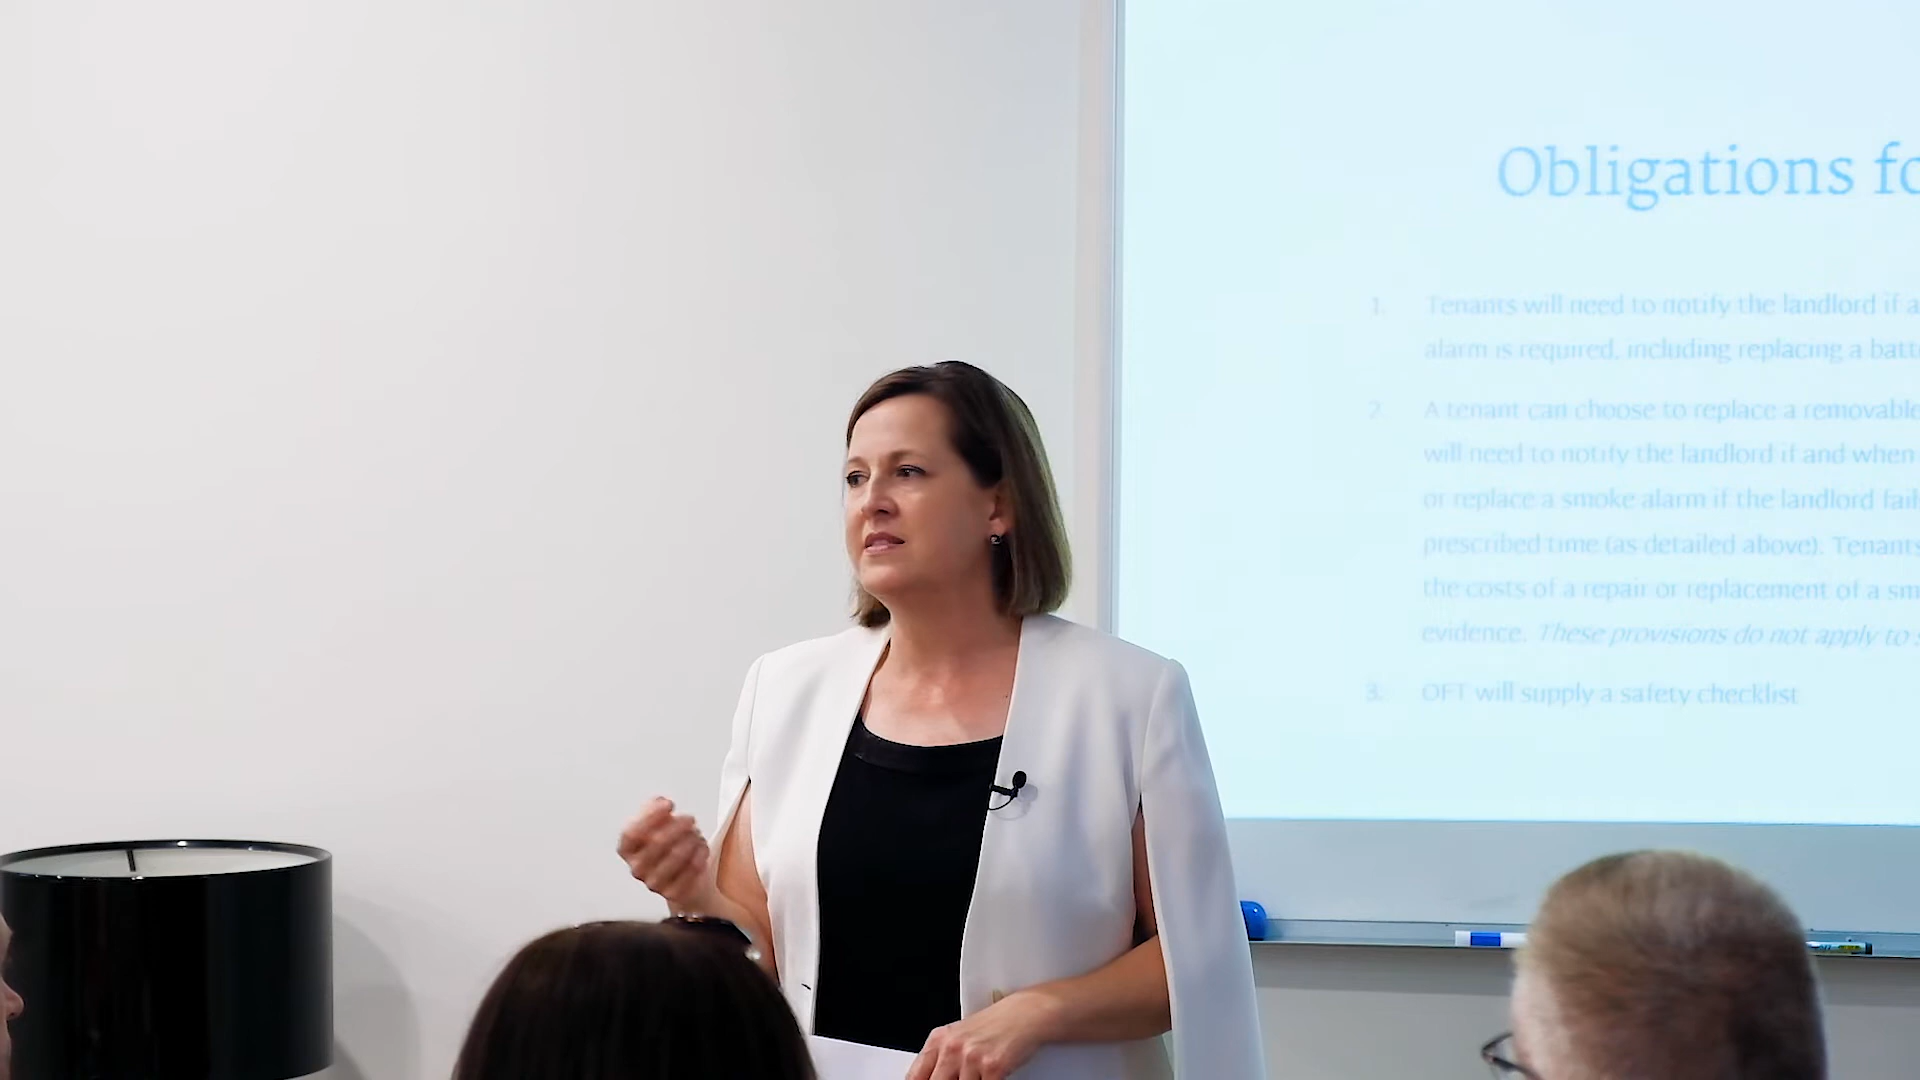 Obligations fo
1. Tenants will need to notify the landlord if a
alarm is required, including replacing a batt
2. A tenant can choose to replace a removable
will need to notify the landlord if and when
or replace a smoke alarm if the landlord fail
prescribed time (as detailed above). Tenants
the costs of a repair or replacement of a sm
evidence. These provisions do not apply to s
3. OFT will supply a safety checklist